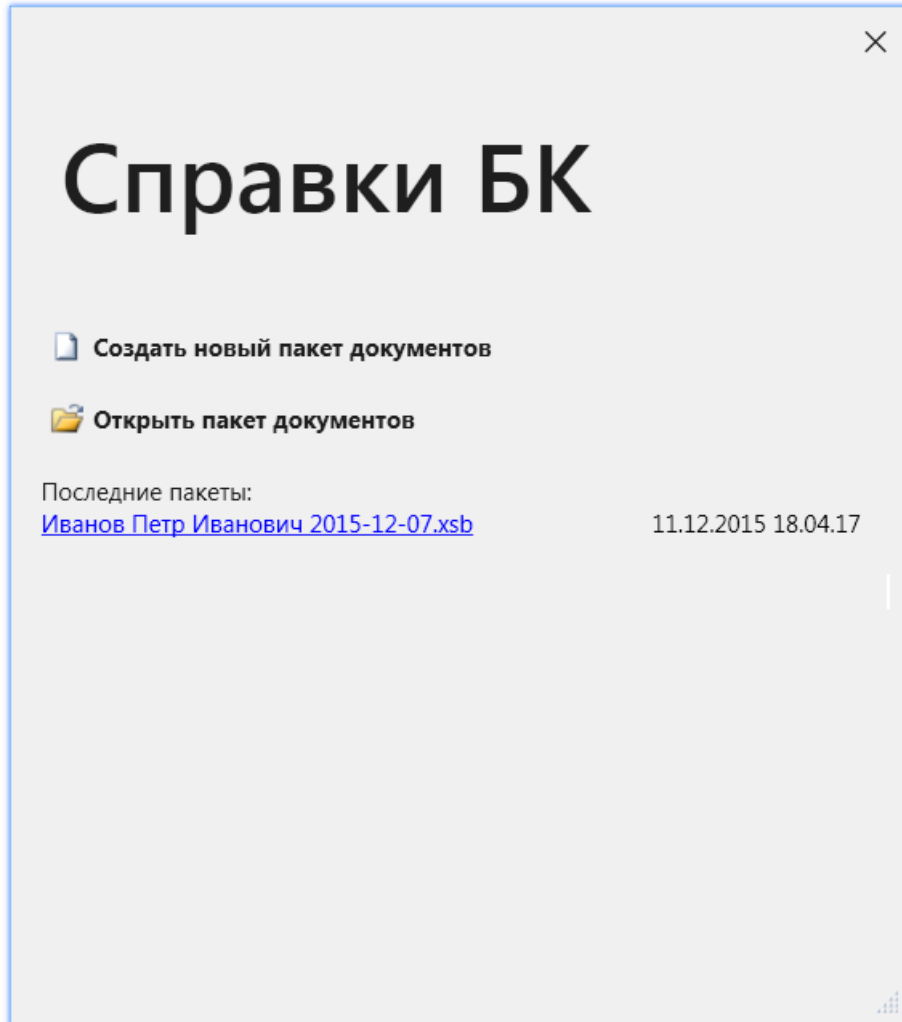 Справки БК
Создать новый пакет документов
Открыть пакет документов
Последние пакеты:
Иванов Петр Иванович 2015-12-07.xsb 11.12.2015 18.04.17